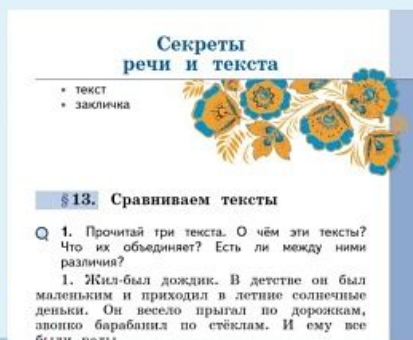 Секреты
речи и текста
• текст
• закличка
§ 13. Сравниваем тексты
1. Прочитай три текста. О чём эти тексты?
Что их объединяет? Есть ли между ними
различия?
1. Жил-был дождик. В детстве он был
маленьким и приходил в летние солнечные
деньки. Он весело прыгал по дорожкам,
звонко барабанил по стёклам. И ему все
были рады.